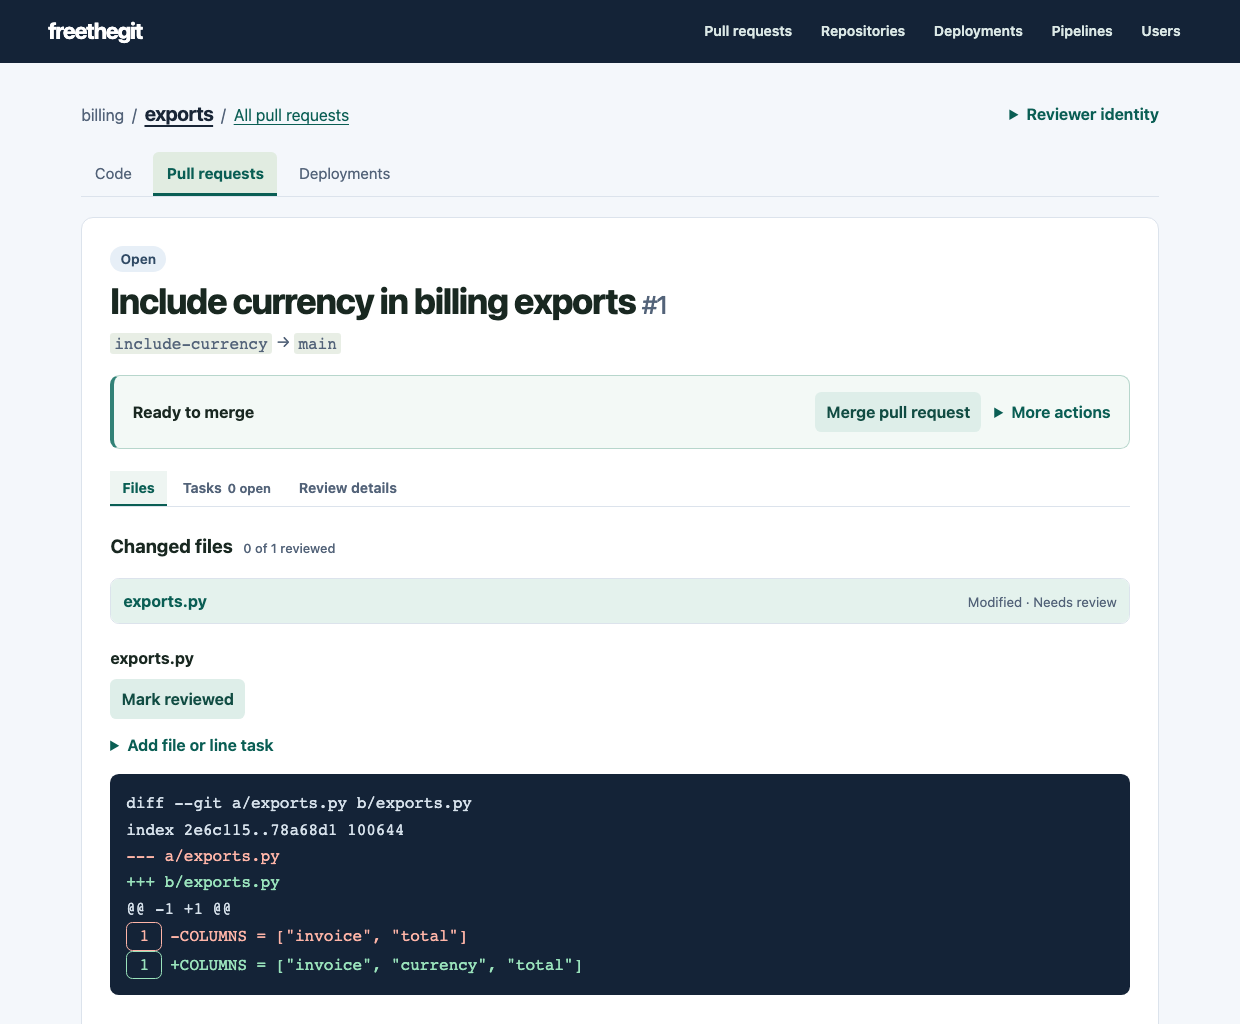 freethegit
Pull requests Repositories Deployments Pipelines Users
billing / exports / All pull requests
▶ Reviewer identity
Code Pull requests Deployments
Open
Include currency in billing exports #1
include-currency → main
Ready to merge
Merge pull request ▶ More actions
Files Tasks 0 open Review details
Changed files 0 of 1 reviewed
exports.py Modified · Needs review
exports.py
Mark reviewed
▶ Add file or line task
diff --git a/exports.py b/exports.py
index 2e6c115..78a68d1 100644
--- a/exports.py
+++ b/exports.py
@@ -1 +1 @@
1 -COLUMNS = ["invoice", "total"]
1 +COLUMNS = ["invoice", "currency", "total"]